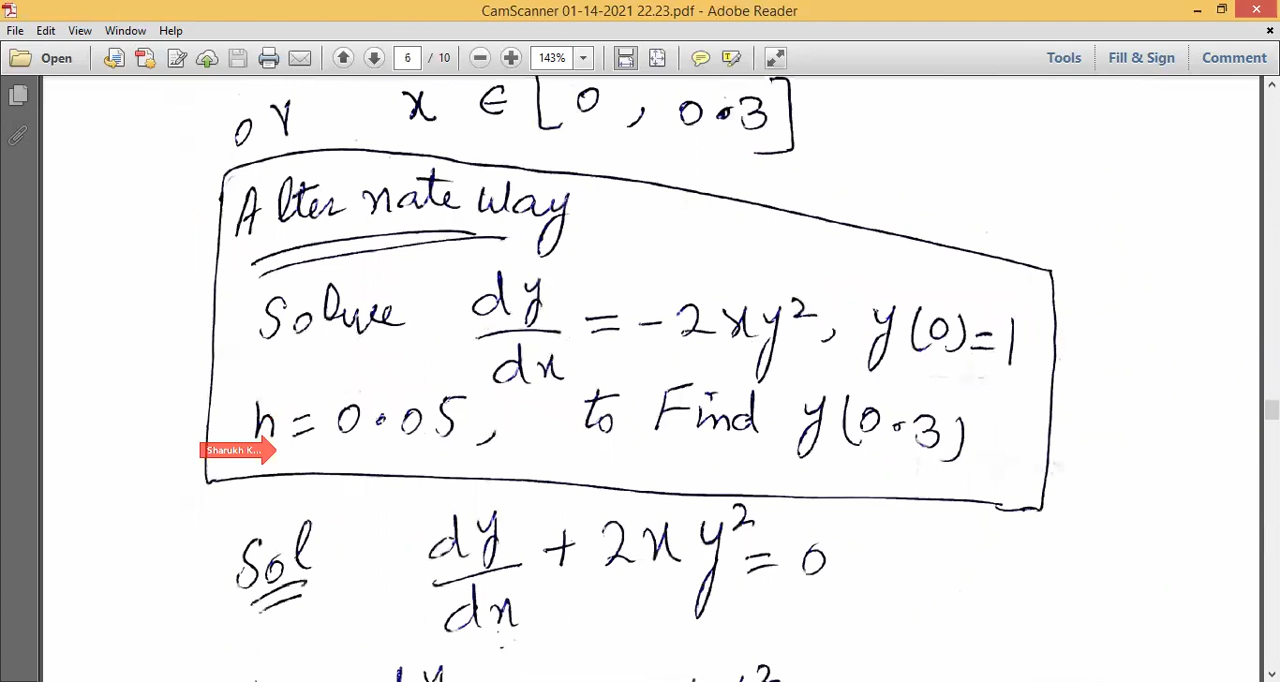 CamScanner 01-14-2021 22.23.pdf - Adobe Reader
File Edit View Window Help
Open 6 / 10 143% Tools Fill & Sign Comment
or x ∈ [0, 0.3]
Alternate Way
Solve dy/dx = -2xy², y(0)=1
h = 0.05, to Find y(0.3)
Sharukh K...
Sol dy/dx + 2xy² = 0